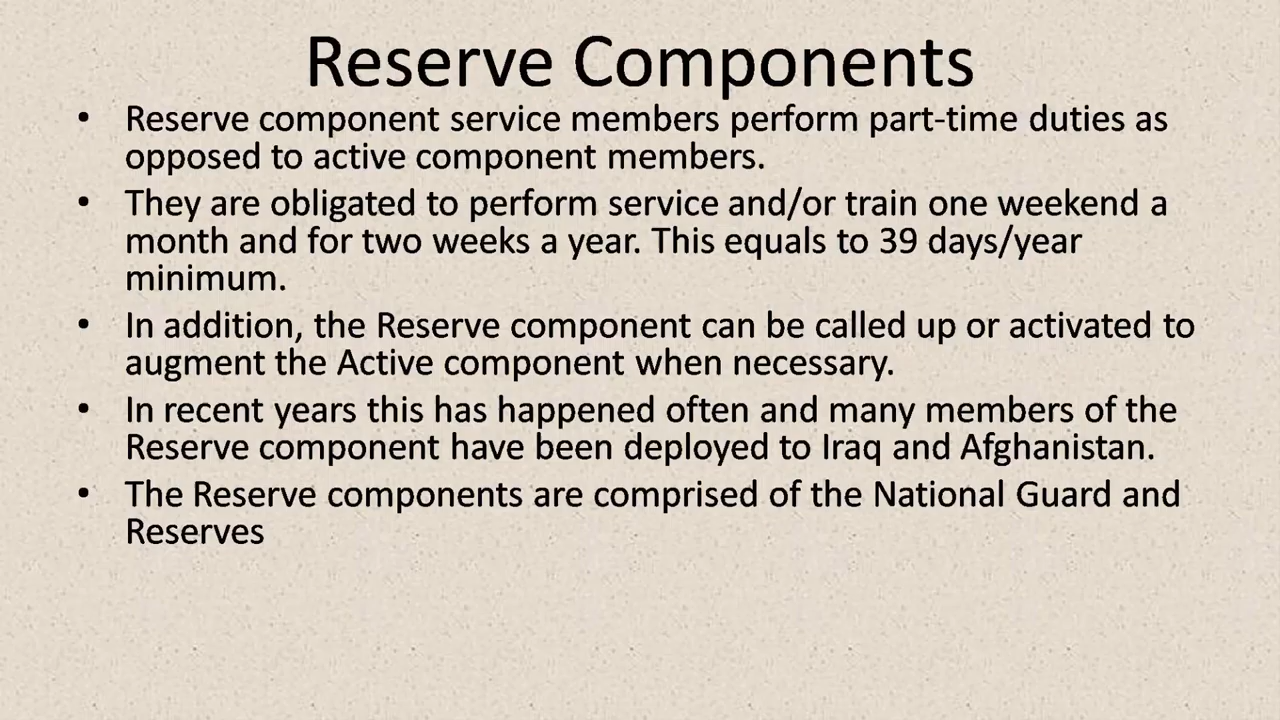 Reserve Components
• Reserve component service members perform part-time duties as
opposed to active component members.
• They are obligated to perform service and/or train one weekend a
month and for two weeks a year. This equals to 39 days/year
minimum.
• In addition, the Reserve component can be called up or activated to
augment the Active component when necessary.
• In recent years this has happened often and many members of the
Reserve component have been deployed to Iraq and Afghanistan.
• The Reserve components are comprised of the National Guard and
Reserves